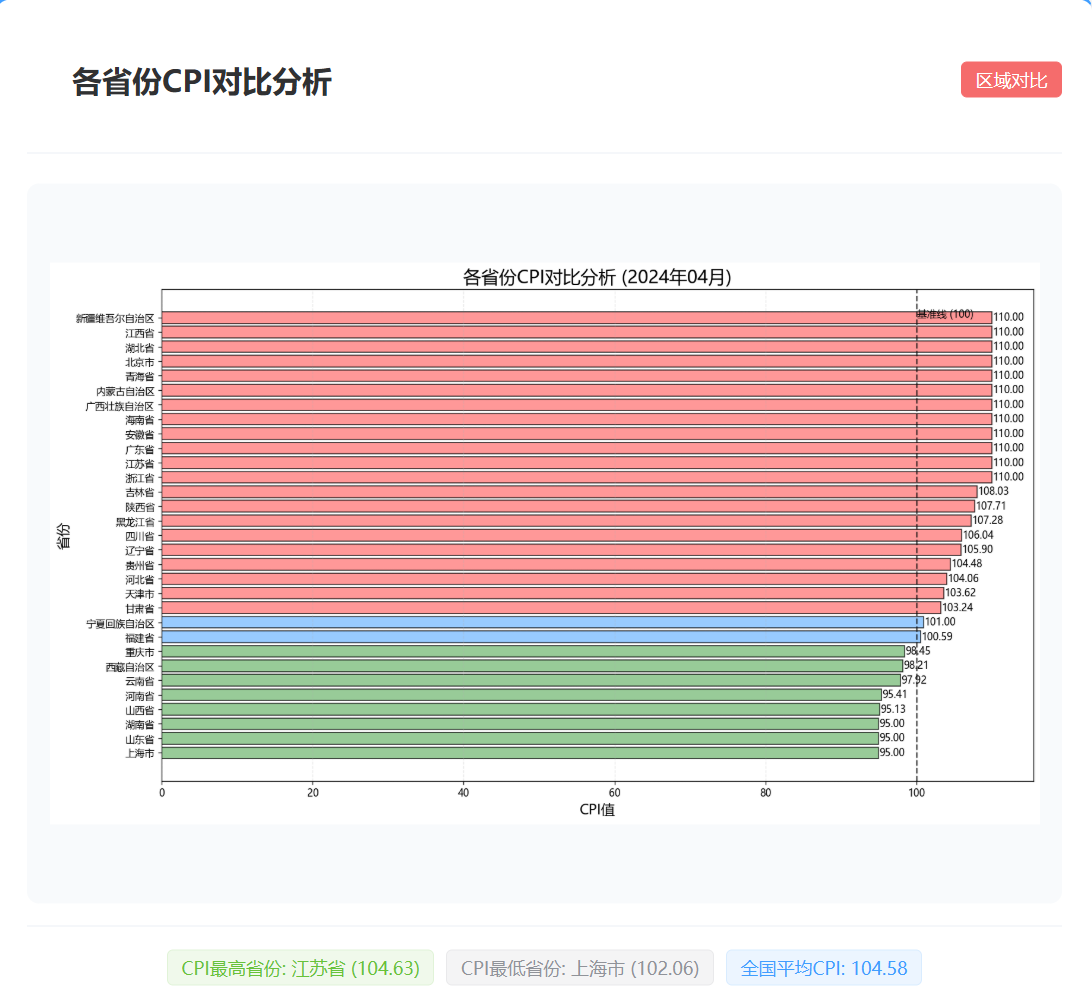 各省份CPI对比分析
区域对比
各省份CPI对比分析 (2024年04月)
基准线 (100)
新疆维吾尔自治区 110.00
江西省 110.00
湖北省 110.00
北京市 110.00
青海省 110.00
内蒙古自治区 110.00
广西壮族自治区 110.00
海南省 110.00
安徽省 110.00
广东省 110.00
江苏省 110.00
浙江省 110.00
吉林省 108.03
陕西省 107.71
黑龙江省 107.28
四川省 106.04
辽宁省 105.90
贵州省 104.48
河北省 104.06
天津市 103.62
甘肃省 103.24
宁夏回族自治区 101.00
福建省 100.59
重庆市 98.45
西藏自治区 98.21
云南省 97.92
河南省 95.41
山西省 95.13
湖南省 95.00
山东省 95.00
上海市 95.00
省份
0 20 40 60 80 100
CPI值
CPI最高省份: 江苏省 (104.63)
CPI最低省份: 上海市 (102.06)
全国平均CPI: 104.58